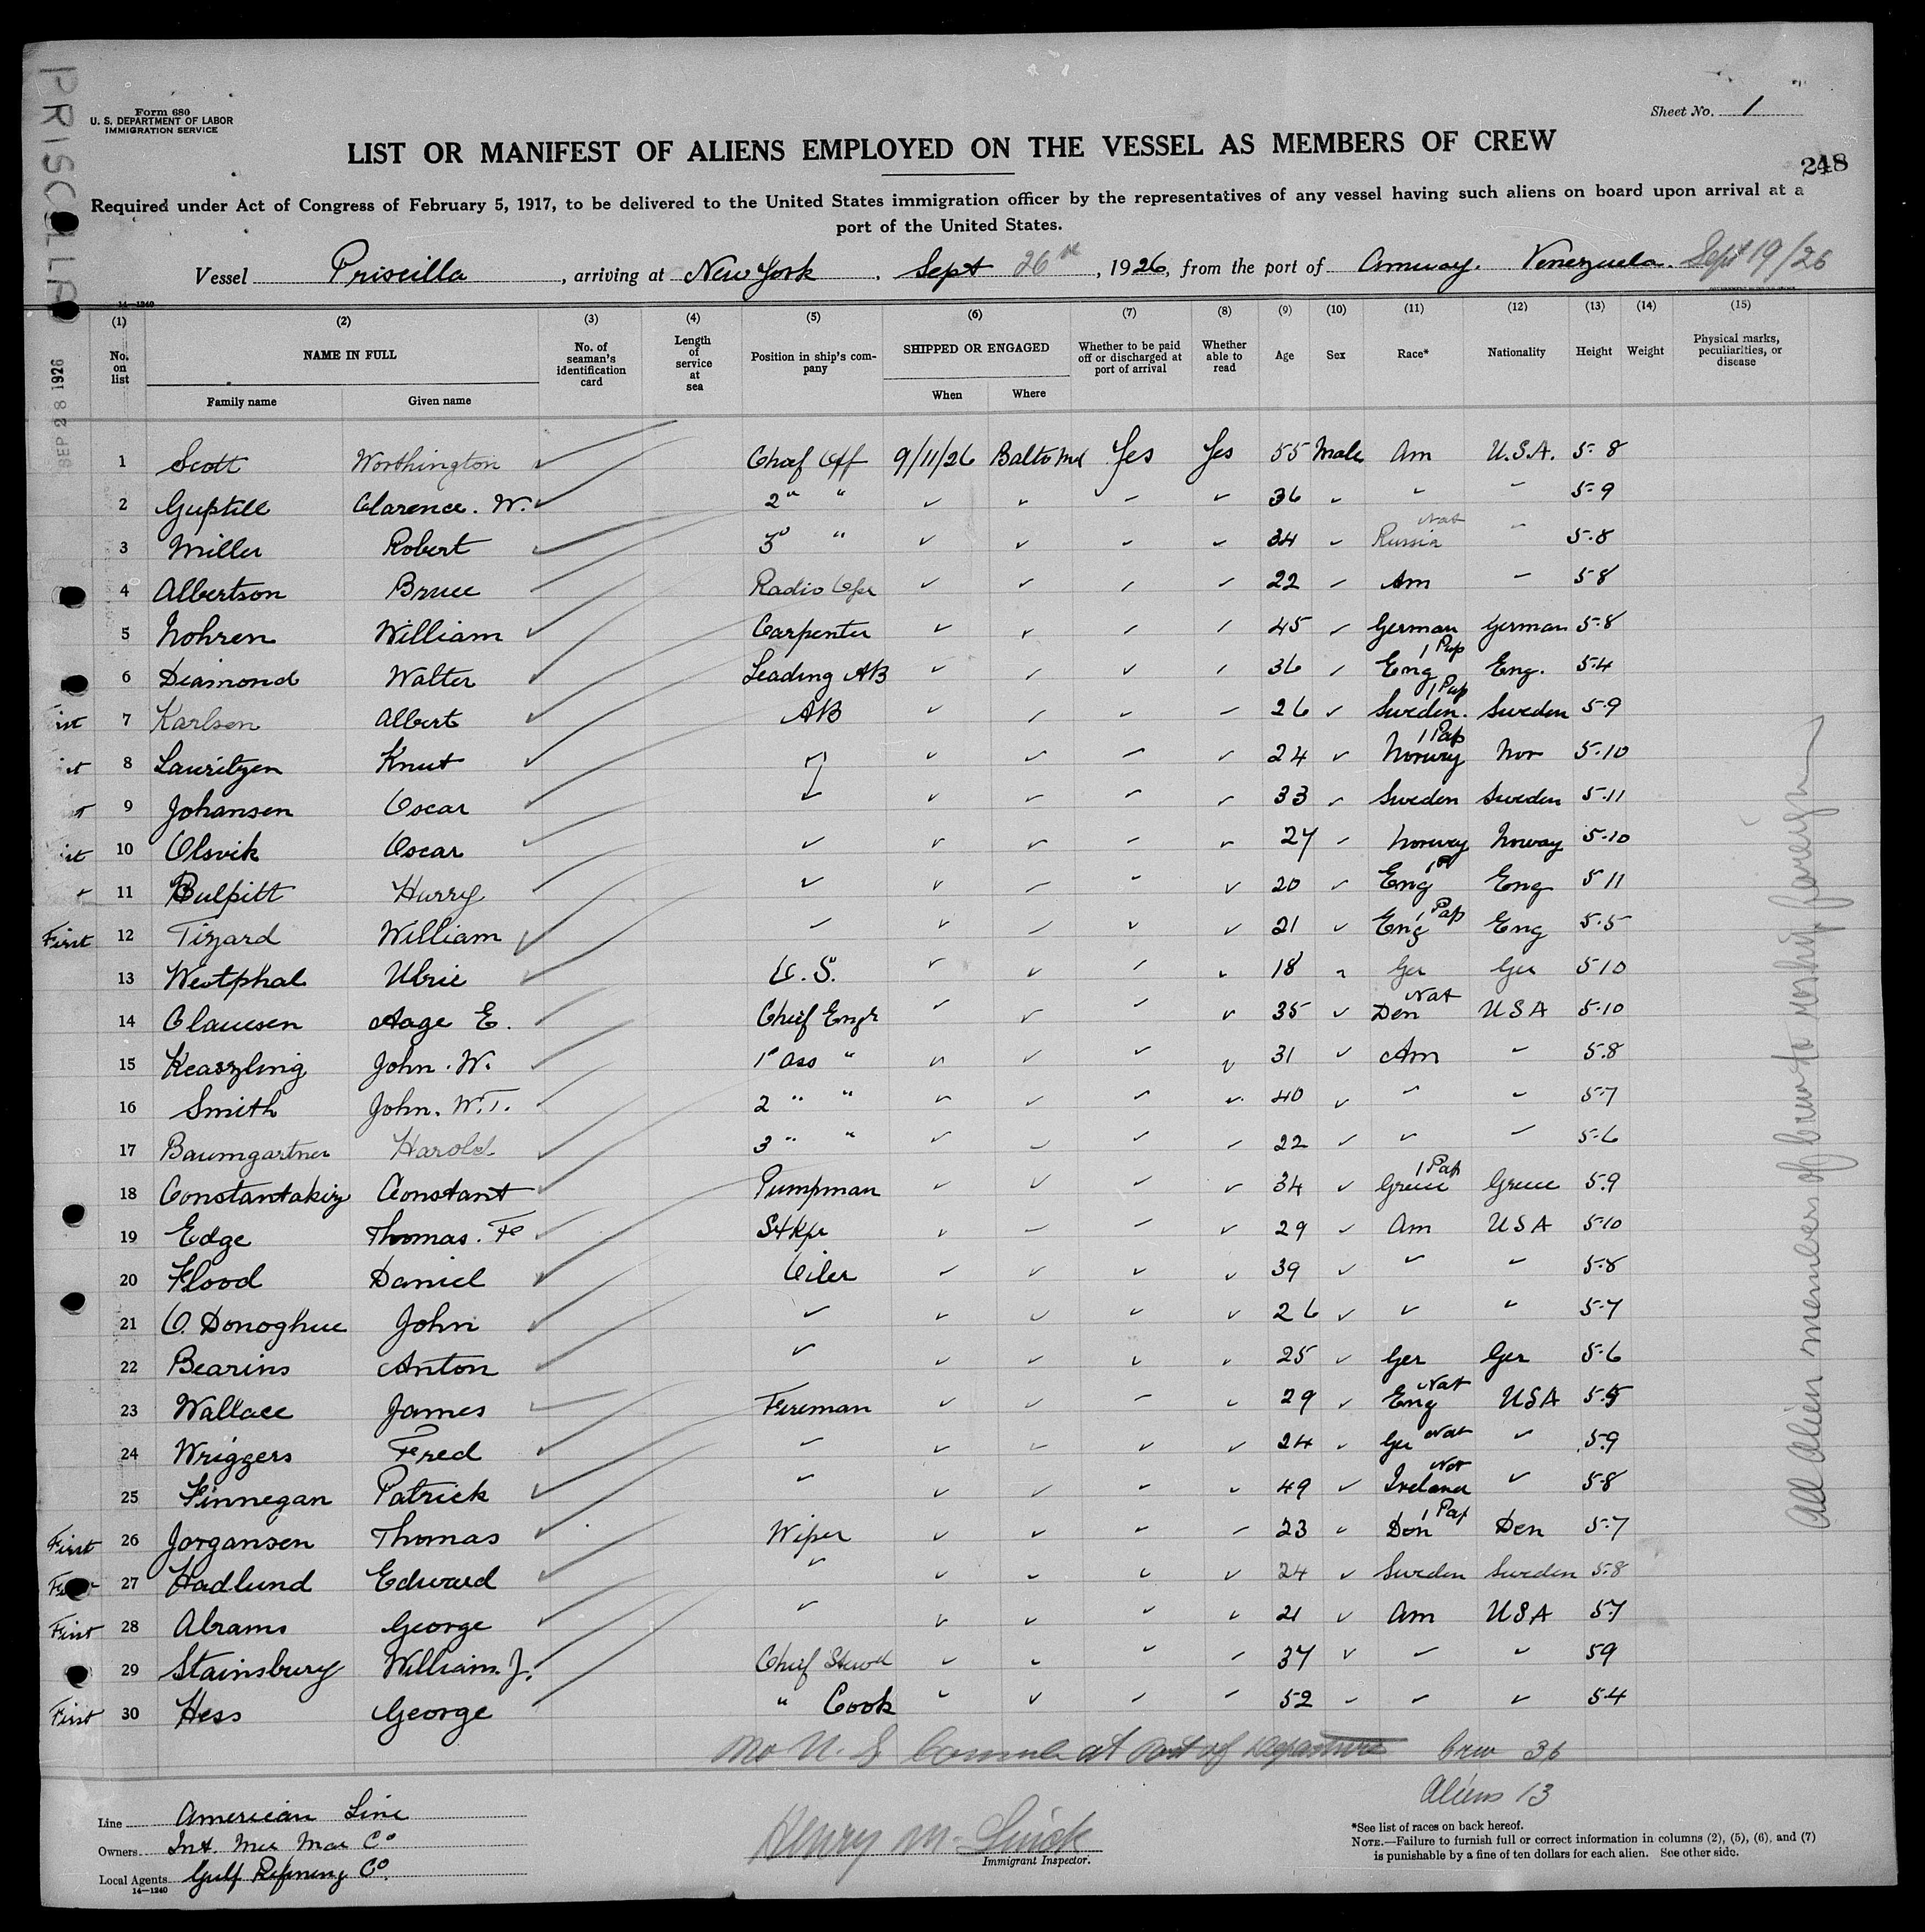 PRISCILLA
SEP 28 1926
Form 680
U. S. DEPARTMENT OF LABOR
IMMIGRATION SERVICE
Sheet No. 1
LIST OR MANIFEST OF ALIENS EMPLOYED ON THE VESSEL AS MEMBERS OF CREW
248
Required under Act of Congress of February 5, 1917, to be delivered to the United States immigration officer by the representatives of any vessel having such aliens on board upon arrival at a
port of the United States.
Vessel Priscilla, arriving at New York, Sept 26th, 1926, from the port of Amuay. Venezuela. Sept 19/26
14—1240
(1) (2) (3) (4) (5) (6) (7) (8) (9) (10) (11) (12) (13) (14) (15)
No. on list NAME IN FULL No. of seaman's identification card Length of service at sea Position in ship's company SHIPPED OR ENGAGED Whether to be paid off or discharged at port of arrival Whether able to read Age Sex Race* Nationality Height Weight Physical marks, peculiarities, or disease
Family name Given name When Where
1 Scott Worthington Chief Off 9/11/26 Balto Md Yes Yes 55 Male Am U.S.A. 5-8
2 Guptill Clarence. W. 2" " 36 5-9
3 Miller Robert 3" " 34 Russia Nat 5-8
4 Albertson Bruce Radio Opr 22 Am 5-8
5 Nohren William Carpenter 45 German German 5-8
6 Diamond Walter Leading AB 36 Eng 1 Pap Eng. 5-4
7 Karlsen Albert AB 26 Sweden. 1 Pap Sweden 5-9
8 Lauritzen Knut 24 Norwy 1 Pap Nor 5-10
9 Johansen Oscar 33 Sweden Sweden 5-11
10 Olsvik Oscar 27 Norwy Norway 5-10
11 Bulpitt Harry 20 Eng 1P Eng 5-11
First 12 Tizard William 21 Eng 1 Pap Eng 5-5
13 Westphal Ulric O. S. 18 Ger Ger 5-10
14 Clausen Aage E. Chief Engr 35 Den Nat USA 5-10
15 Keaszling John. W. 1st Ass " 31 Am " 5-8
16 Smith John. W.T. 2 " " 40 5-7
17 Baumgartner Harold 3 " " 22 5-6
18 Constantakiz Constant Pumpman 34 Greece 1 Pap Greece 5-9
19 Edge Thomas. F Stkpr 29 Am USA 5-10
20 Flood Daniel Oiler 39 " " 5-8
21 O. Donoghue John 26 " 5-7
22 Bearins Anton 25 Ger Ger 5-6
23 Wallace James Fireman 29 Eng Nat USA 5-5
24 Wriggers Fred 24 Ger Nat 5-9
25 Finnegan Patrick 49 Ireland Nat 5-8
First 26 Jorgansen Thomas Wiper 23 Den 1 Pap Den 5-7
First 27 Hadlund Edward 24 Sweden Sweden 5-8
First 28 Abrams George 21 Am USA 5-7
29 Stainsbury William. J. Chief Stewd 37 5-9
First 30 Hess George " Cook 52 5-4
No U. S. Consul at Port of Departure Crew 36
Aliens 13
All alien members of crew to reship foreign
Line American Line
Owners Int. Mer Mar Co
Local Agents Gulf Refining Co.
14—1240
Henry M.
Immigrant Inspector.
*See list of races on back hereof.
NOTE.—Failure to furnish full or correct information in columns (2), (5), (6), and (7)
is punishable by a fine of ten dollars for each alien. See other side.